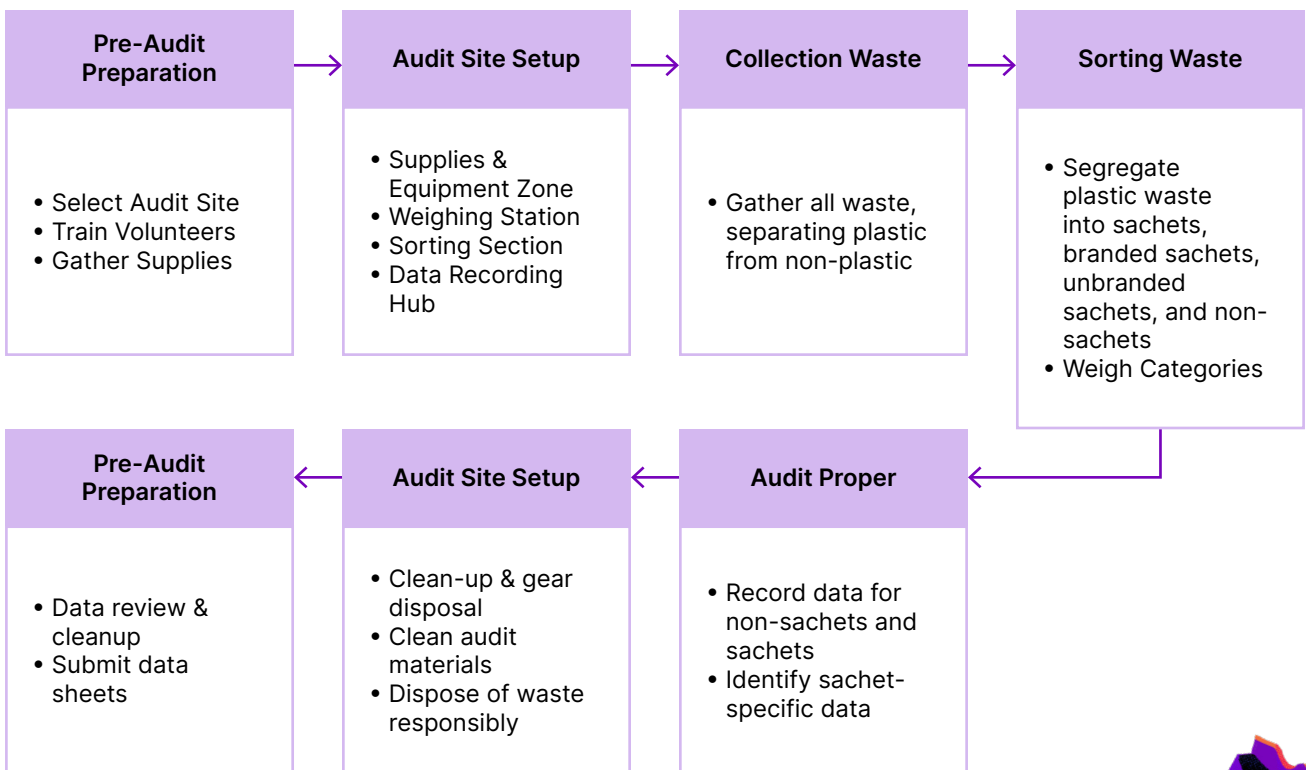 Pre-Audit
Preparation
• Select Audit Site
• Train Volunteers
• Gather Supplies
Audit Site Setup
• Supplies &
Equipment Zone
• Weighing Station
• Sorting Section
• Data Recording
Hub
Collection Waste
• Gather all waste,
separating plastic
from non-plastic
Sorting Waste
• Segregate
plastic waste
into sachets,
branded sachets,
unbranded
sachets, and non-
sachets
• Weigh Categories
Audit Proper
• Record data for
non-sachets and
sachets
• Identify sachet-
specific data
Audit Site Setup
• Clean-up & gear
disposal
• Clean audit
materials
• Dispose of waste
responsibly
Pre-Audit
Preparation
• Data review &
cleanup
• Submit data
sheets